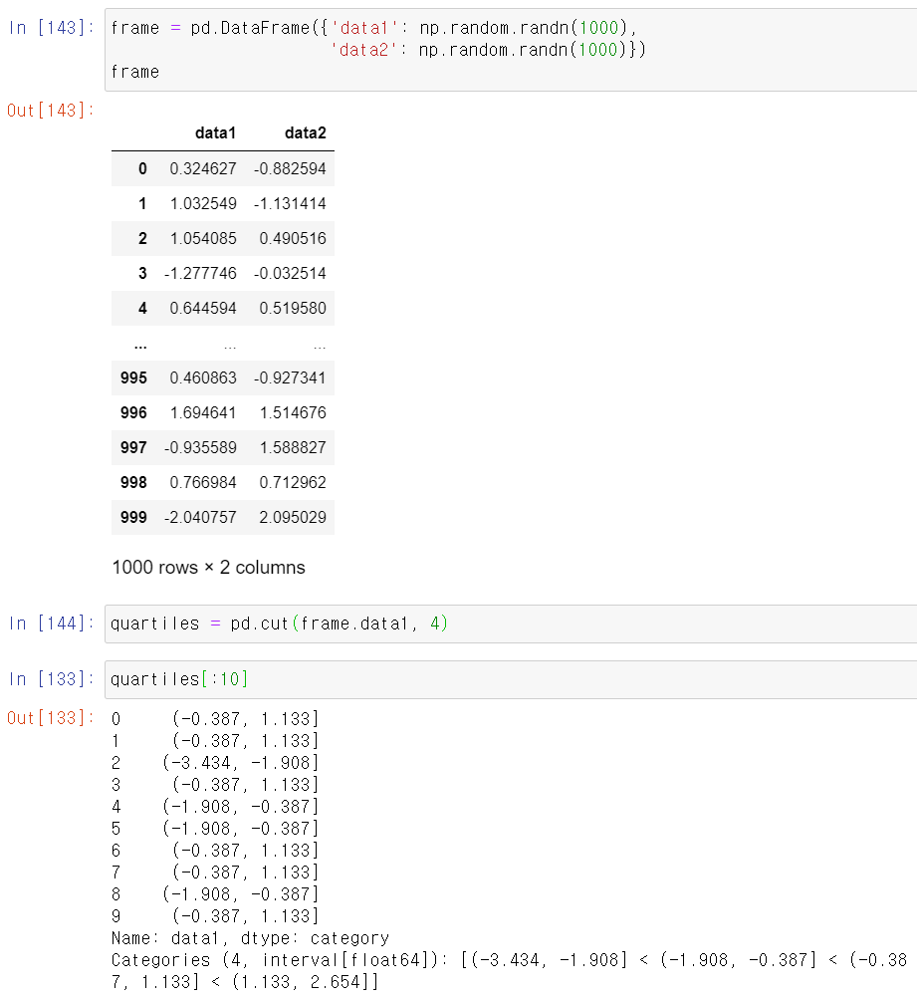 In [143]: frame = pd.DataFrame({'data1': np.random.randn(1000),
'data2': np.random.randn(1000)})
frame
Out[143]:
data1 data2
0 0.324627 -0.882594
1 1.032549 -1.131414
2 1.054085 0.490516
3 -1.277746 -0.032514
4 0.644594 0.519580
... ... ...
995 0.460863 -0.927341
996 1.694641 1.514676
997 -0.935589 1.588827
998 0.766984 0.712962
999 -2.040757 2.095029
1000 rows × 2 columns
In [144]: quartiles = pd.cut(frame.data1, 4)
In [133]: quartiles[:10]
Out[133]: 0 (-0.387, 1.133]
1 (-0.387, 1.133]
2 (-3.434, -1.908]
3 (-0.387, 1.133]
4 (-1.908, -0.387]
5 (-1.908, -0.387]
6 (-0.387, 1.133]
7 (-0.387, 1.133]
8 (-1.908, -0.387]
9 (-0.387, 1.133]
Name: data1, dtype: category
Categories (4, interval[float64]): [(-3.434, -1.908] < (-1.908, -0.387] < (-0.38
7, 1.133] < (1.133, 2.654]]